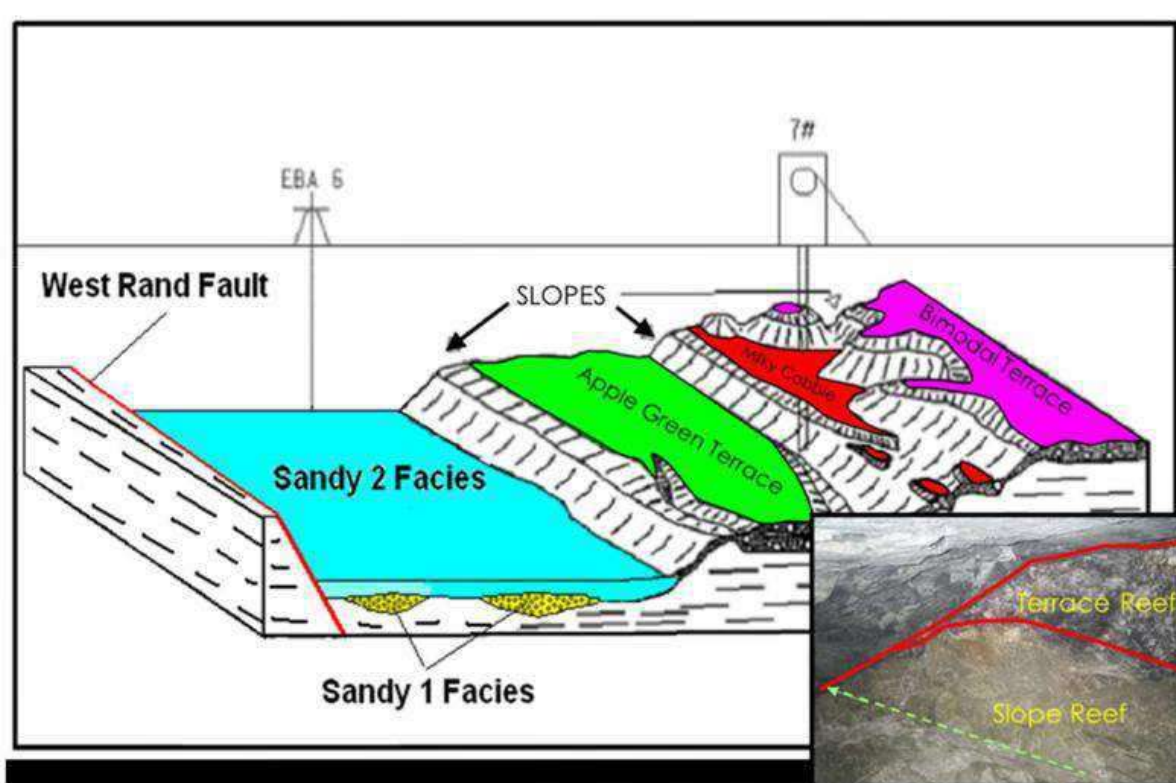 7#
EBA 6
West Rand Fault
SLOPES
Bimodal Terrace
Milky Cobble
Apple Green Terrace
Sandy 2 Facies
Terrace Reef
Sandy 1 Facies
Slope Reef